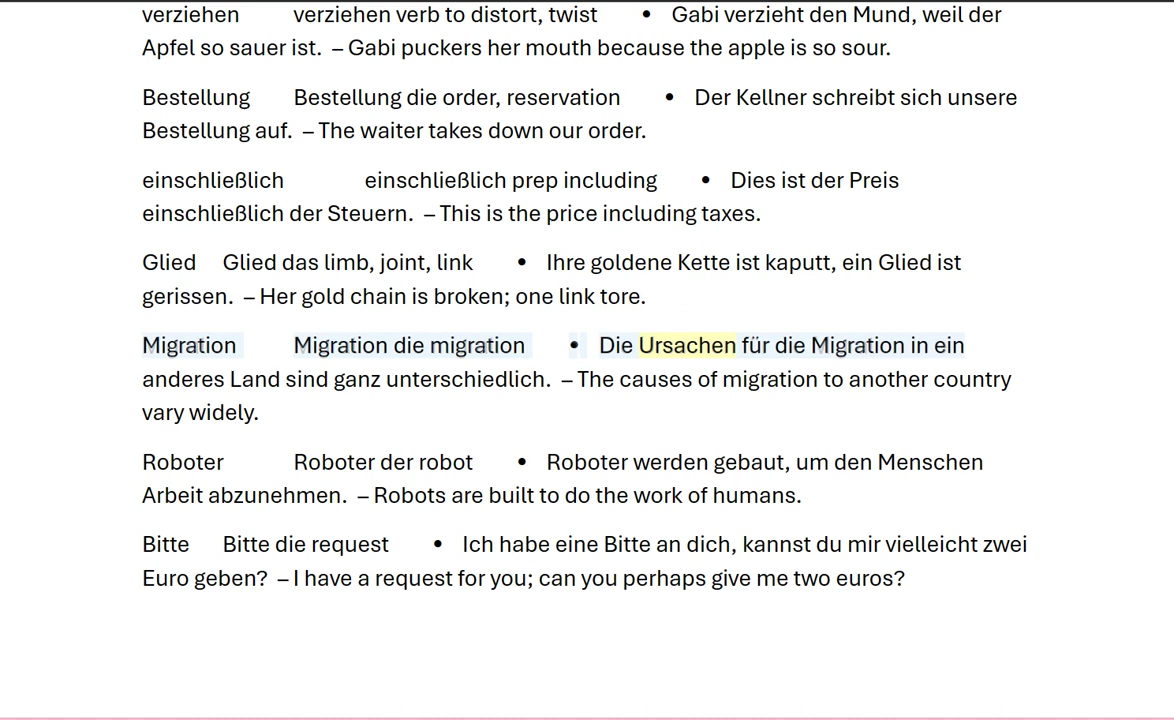 verziehen verziehen verb to distort, twist • Gabi verzieht den Mund, weil der
Apfel so sauer ist. – Gabi puckers her mouth because the apple is so sour.
Bestellung Bestellung die order, reservation • Der Kellner schreibt sich unsere
Bestellung auf. – The waiter takes down our order.
einschließlich einschließlich prep including • Dies ist der Preis
einschließlich der Steuern. – This is the price including taxes.
Glied Glied das limb, joint, link • Ihre goldene Kette ist kaputt, ein Glied ist
gerissen. – Her gold chain is broken; one link tore.
Migration Migration die migration • Die Ursachen für die Migration in ein
anderes Land sind ganz unterschiedlich. – The causes of migration to another country
vary widely.
Roboter Roboter der robot • Roboter werden gebaut, um den Menschen
Arbeit abzunehmen. – Robots are built to do the work of humans.
Bitte Bitte die request • Ich habe eine Bitte an dich, kannst du mir vielleicht zwei
Euro geben? – I have a request for you; can you perhaps give me two euros?